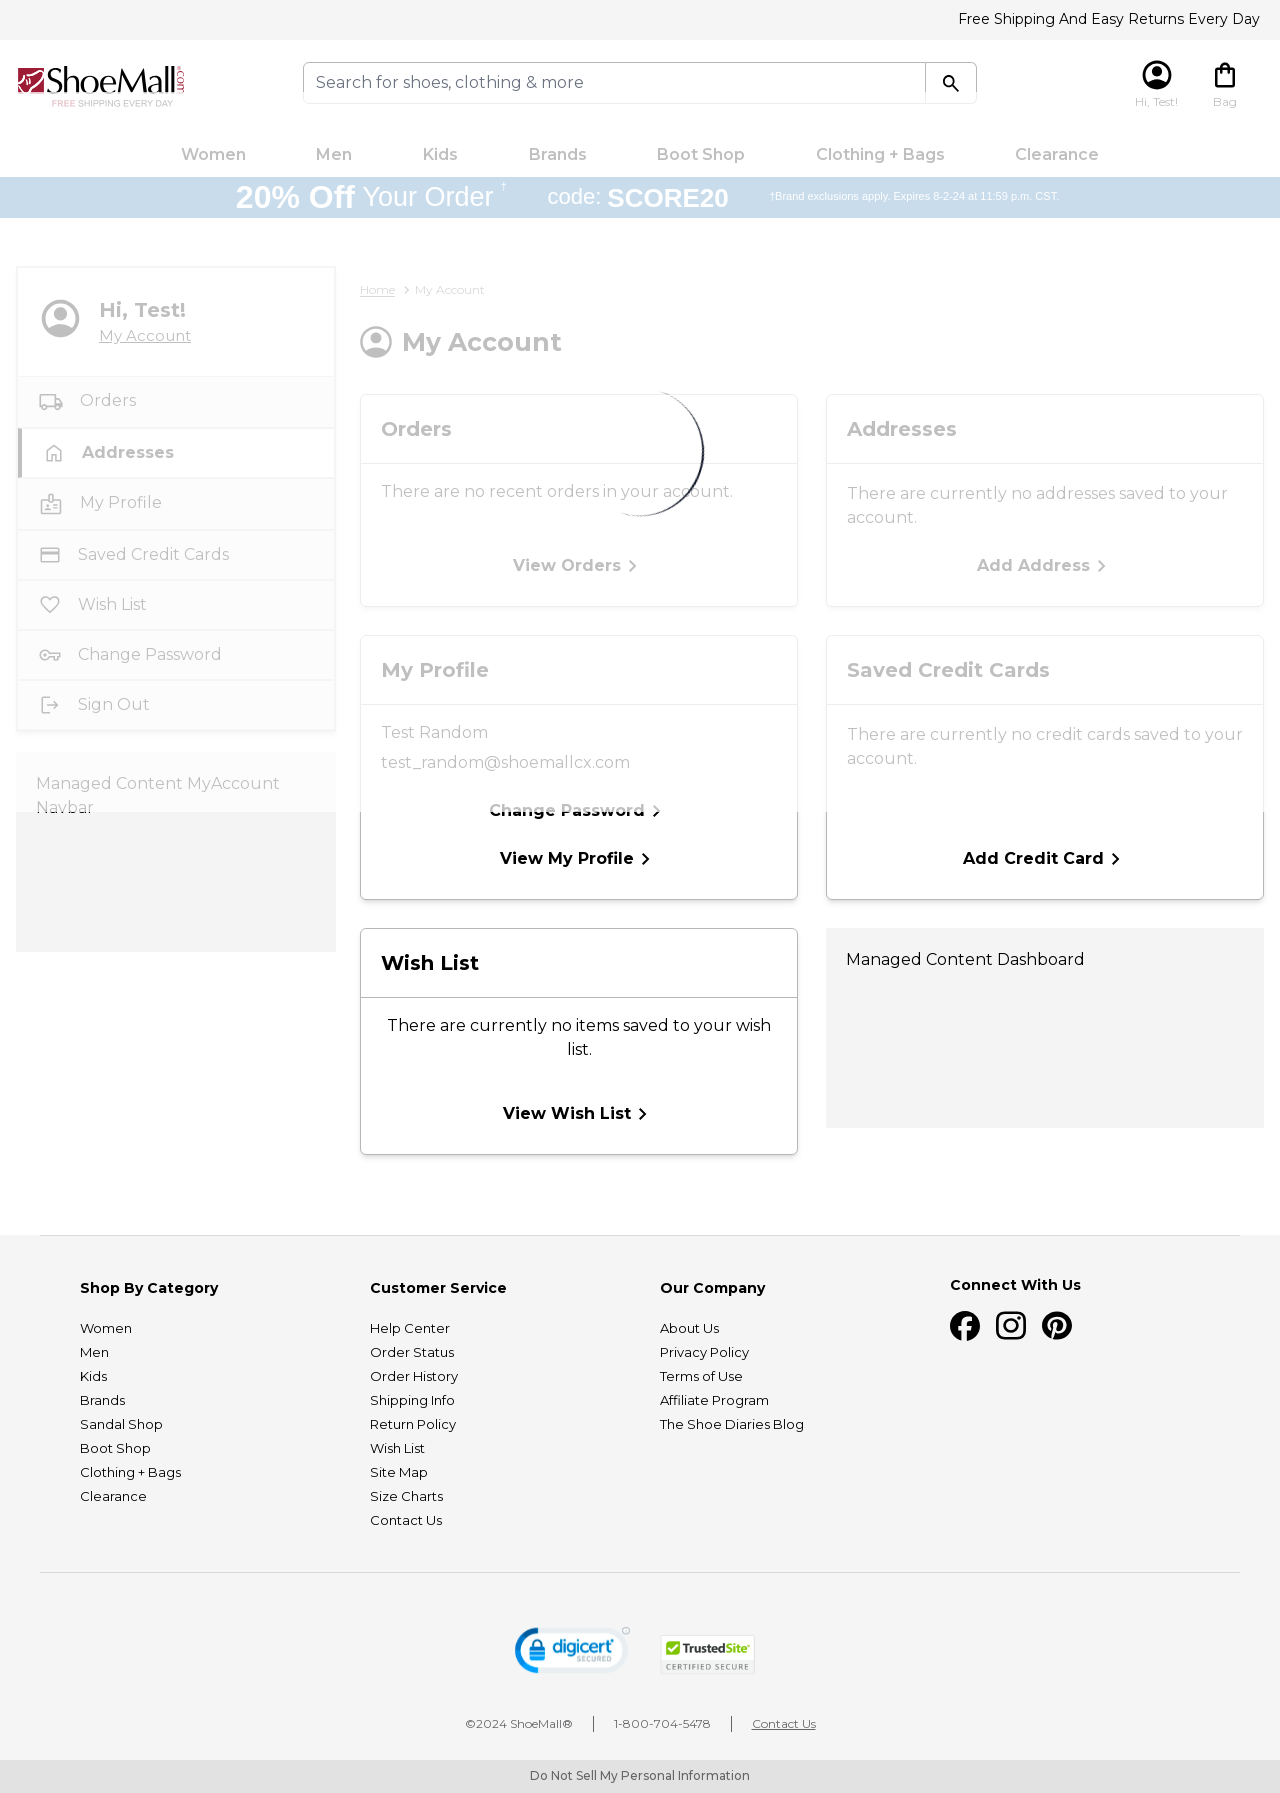 Free Shipping And Easy Returns Every Day
ShoeMall.com
FREE SHIPPING EVERY DAY
Search for shoes, clothing & more
Hi, Test!
Bag
Women
Men
Kids
Brands
Boot Shop
Clothing + Bags
Clearance
20% Off Your Order † code: SCORE20 †Brand exclusions apply. Expires 8-2-24 at 11:59 p.m. CST.
Hi, Test!
My Account
Orders
Addresses
My Profile
Saved Credit Cards
Wish List
Change Password
Sign Out
Managed Content MyAccount
Navbar
Home > My Account
My Account
Orders
There are no recent orders in your account.
View Orders
Addresses
There are currently no addresses saved to your
account.
Add Address
My Profile
Test Random
test_random@shoemallcx.com
Change Password
View My Profile
Saved Credit Cards
There are currently no credit cards saved to your
account.
Add Credit Card
Wish List
There are currently no items saved to your wish
list.
View Wish List
Managed Content Dashboard
Shop By Category
Women
Men
Kids
Brands
Sandal Shop
Boot Shop
Clothing + Bags
Clearance
Customer Service
Help Center
Order Status
Order History
Shipping Info
Return Policy
Wish List
Site Map
Size Charts
Contact Us
Our Company
About Us
Privacy Policy
Terms of Use
Affiliate Program
The Shoe Diaries Blog
Connect With Us
digicert
SECURED
TrustedSite
CERTIFIED SECURE
©2024 ShoeMall®
1-800-704-5478
Contact Us
Do Not Sell My Personal Information